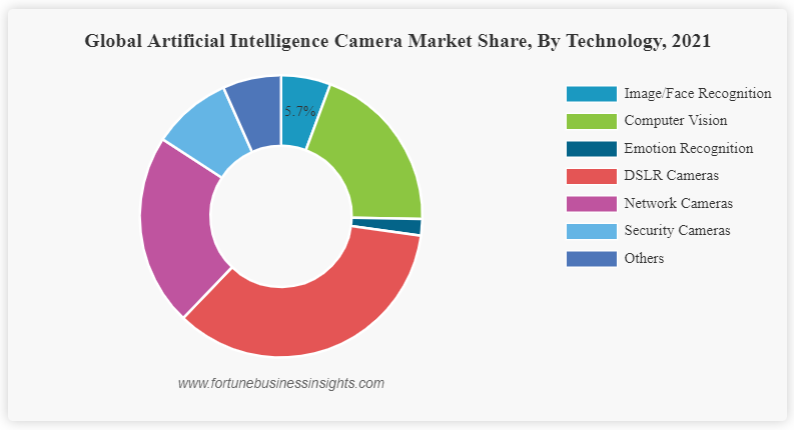 Global Artificial Intelligence Camera Market Share, By Technology, 2021
5.7%
Image/Face Recognition
Computer Vision
Emotion Recognition
DSLR Cameras
Network Cameras
Security Cameras
Others
www.fortunebusinessinsights.com